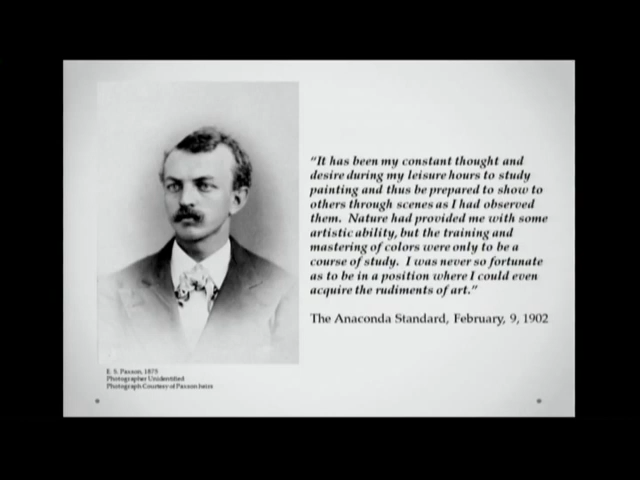 “It has been my constant thought and
desire during my leisure hours to study
painting and thus be prepared to show to
others through scenes as I had observed
them. Nature had provided me with some
artistic ability, but the training and
mastering of colors were only to be a
course of study. I was never so fortunate
as to be in a position where I could even
acquire the rudiments of art.”
The Anaconda Standard, February, 9, 1902
E. S. Paxson, 1875
Photographer Unidentified
Photograph Courtesy of Paxson heirs